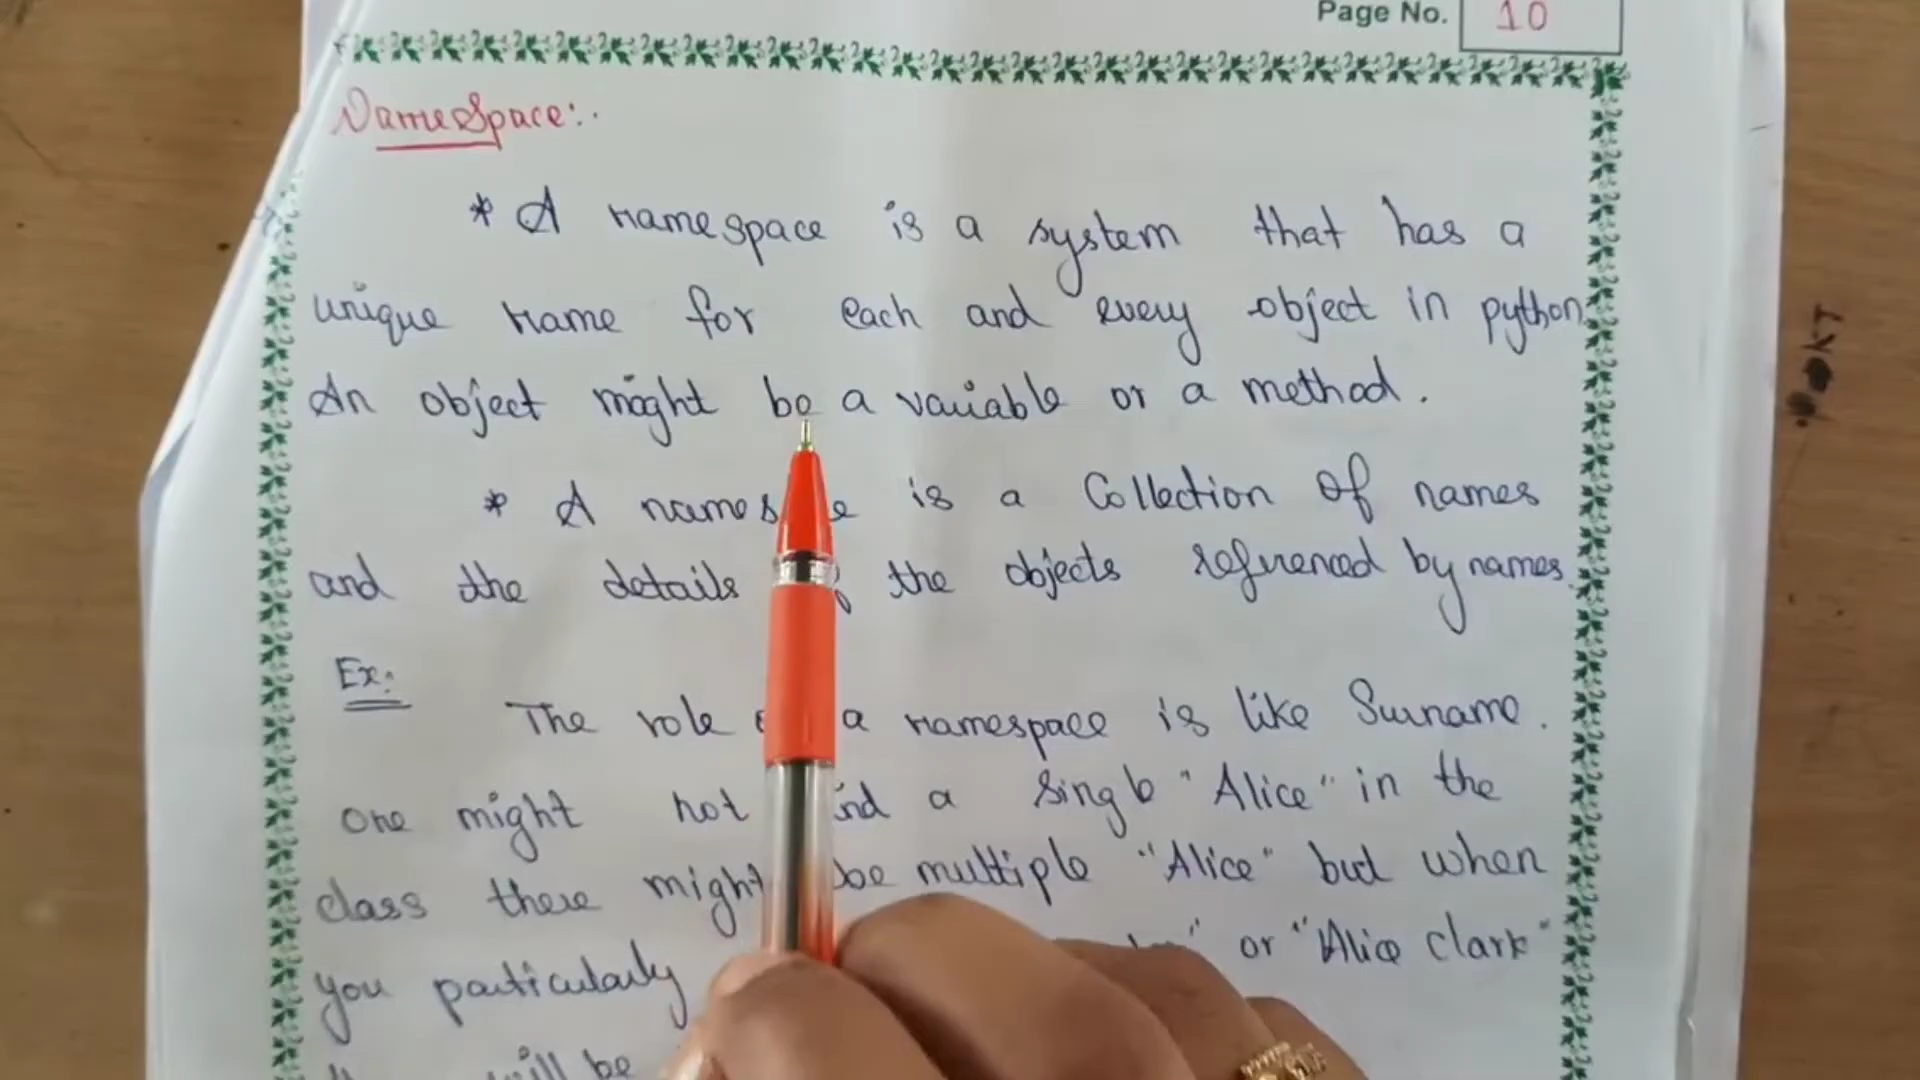 Page No. 10
NameSpace:
* A namespace is a system that has a
unique name for each and every object in python
An object might be a variable or a method.
* A names e is a Collection of names
and the details the objects referenced by names.
Ex:
The role a namespace is like Surname.
one might not a single "Alice" in the
class there might be multiple "Alice" but when
you particularly or "Alice clark"
will be